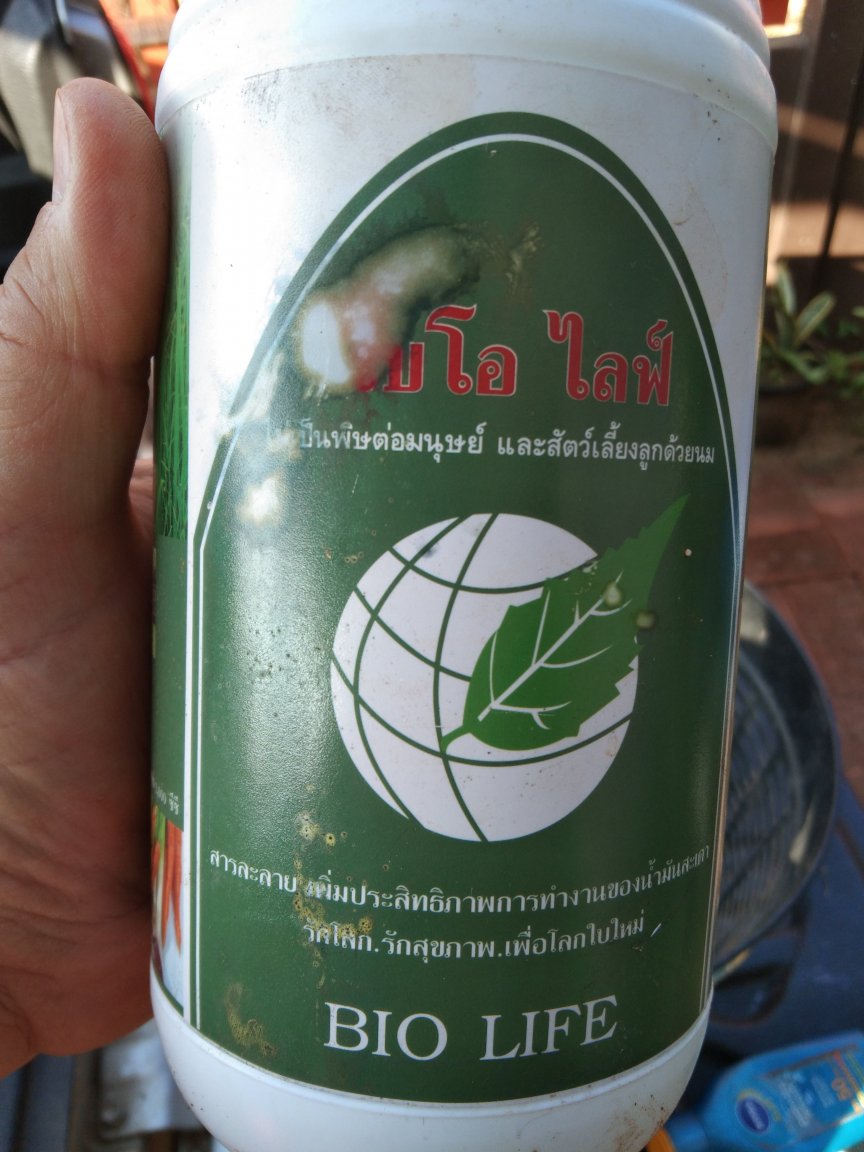 ไบโอ ไลฟ์
เป็นพิษต่อมนุษย์ และสัตว์เลี้ยงลูกด้วยนม
สารละลาย เพิ่มประสิทธิภาพการทำงานของน้ำมันสะเดา
รักโลก.รักสุขภาพ.เพื่อโลกใบใหม่
BIO LIFE
ซีซี